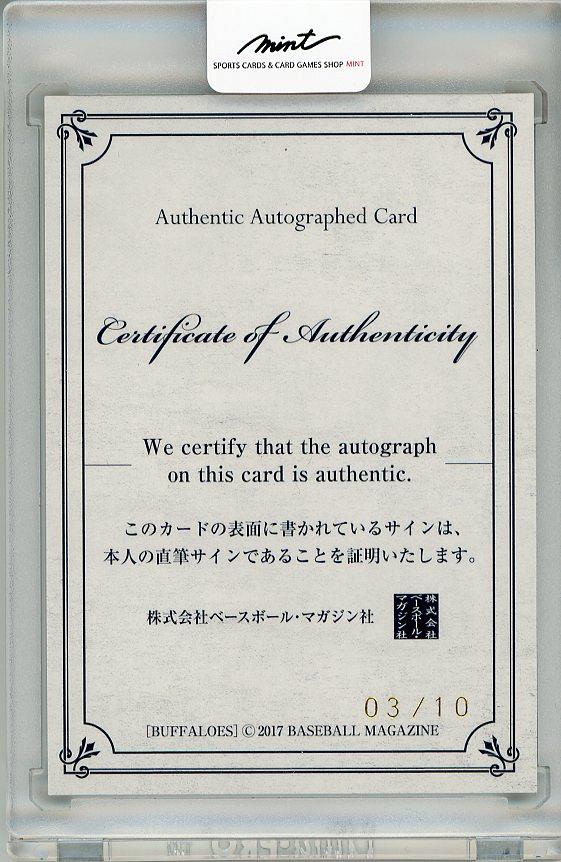 mint
SPORTS CARDS & CARD GAMES SHOP MINT
Authentic Autographed Card
Certificate of Authenticity
We certify that the autograph
on this card is authentic.
このカードの表面に書かれているサインは、
本人の直筆サインであることを証明いたします。
株式会社ベースボール・マガジン社
株式会社
ベースボール・
マガジン社
03/10
[BUFFALOES] © 2017 BASEBALL MAGAZINE